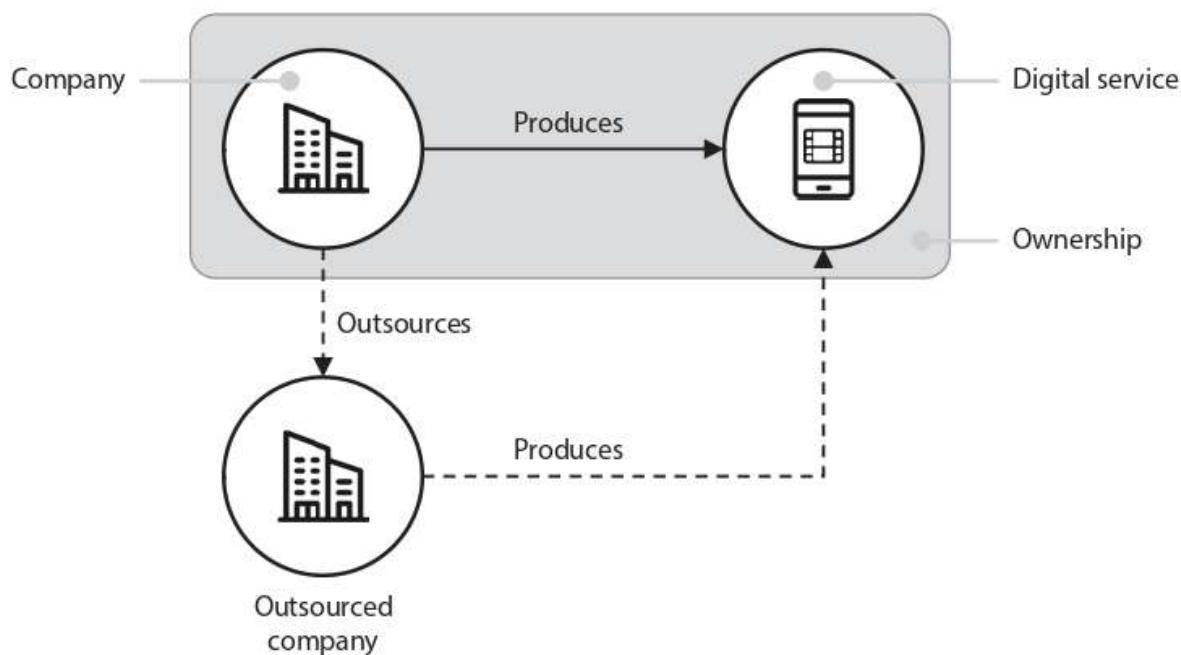 Company
Digital service
Produces
Ownership
Outsources
Produces
Outsourced
company